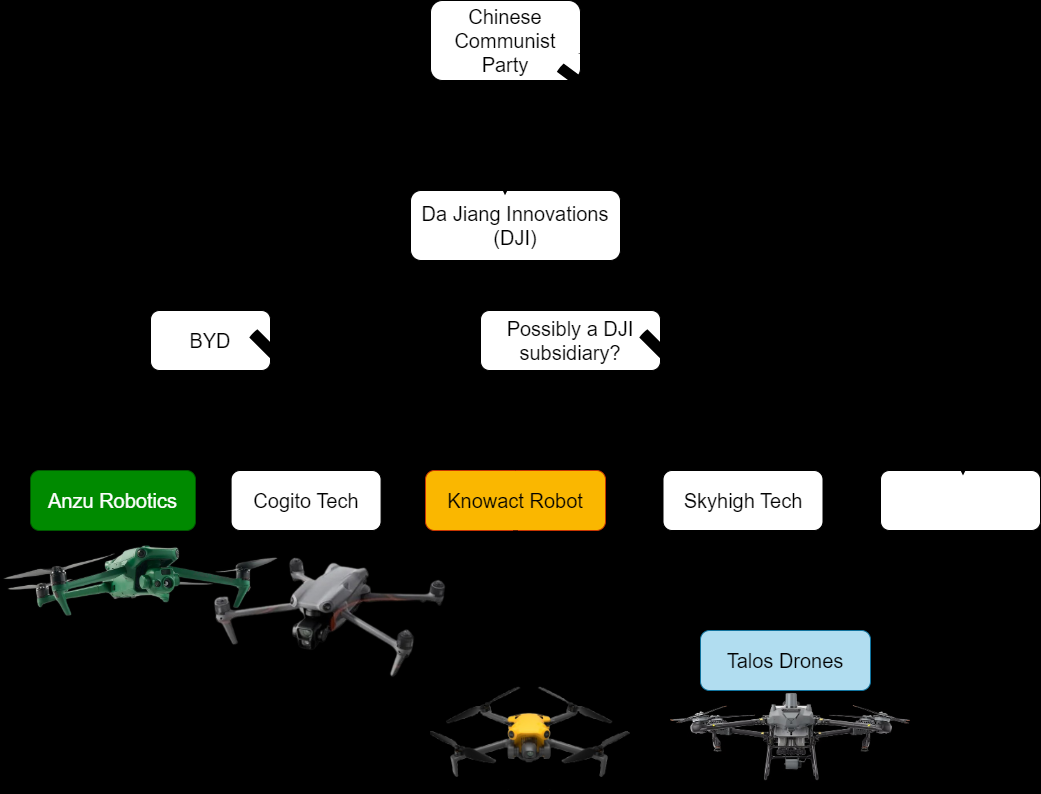 Chinese
Communist
Party
Da Jiang Innovations
(DJI)
BYD
Possibly a DJI
subsidiary?
Anzu Robotics
Cogito Tech
Knowact Robot
Skyhigh Tech
Talos Drones